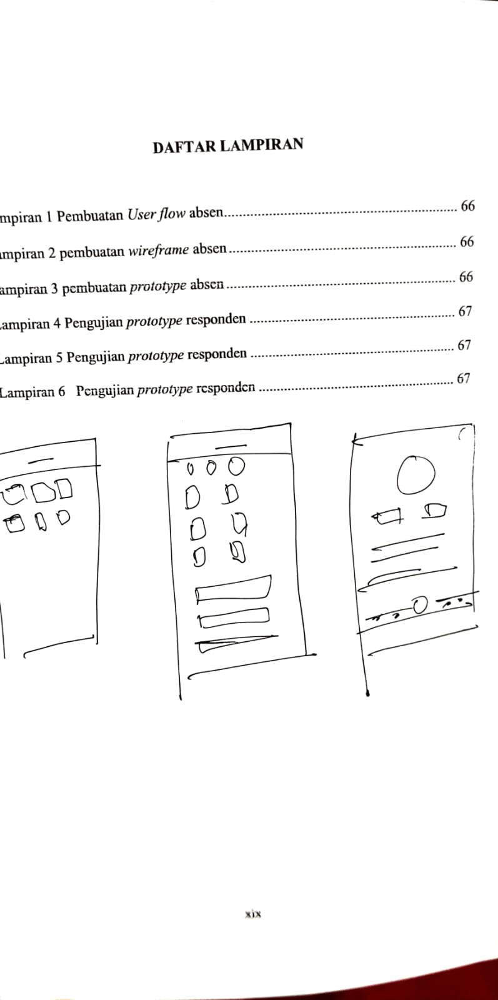 DAFTAR LAMPIRAN
mpiran 1 Pembuatan User flow absen.......................................................... 66
ampiran 2 pembuatan wireframe absen.......................................................... 66
ampiran 3 pembuatan prototype absen.......................................................... 66
Lampiran 4 Pengujian prototype responden .................................................... 67
Lampiran 5 Pengujian prototype responden .................................................... 67
Lampiran 6 Pengujian prototype responden .................................................... 67
xix